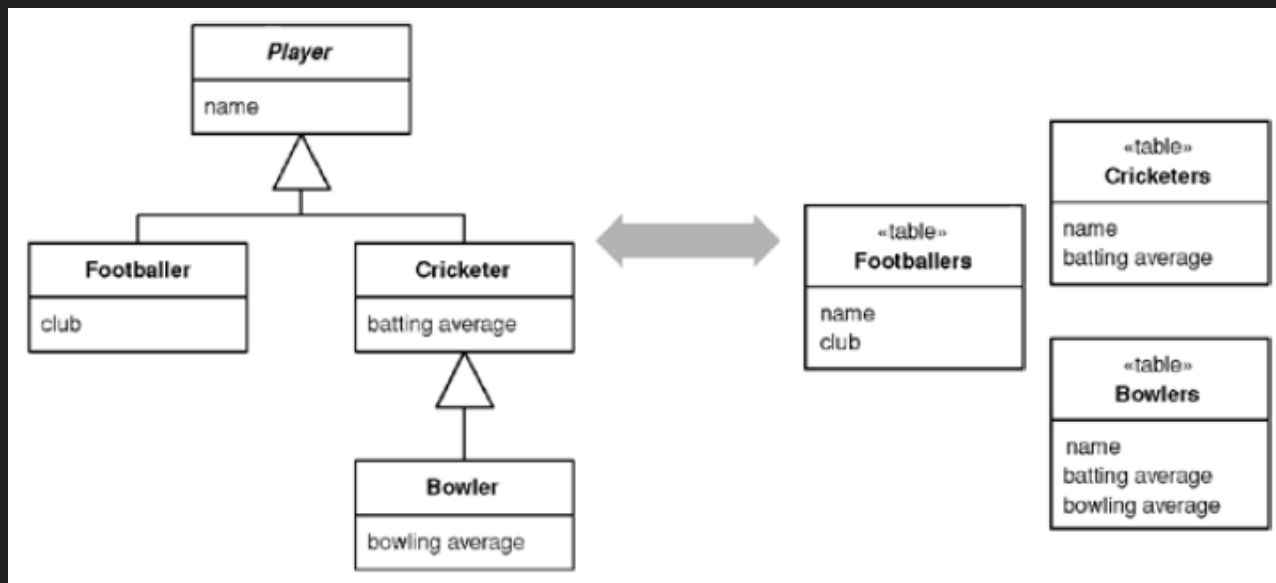 Player
name
Footballer
club
Cricketer
batting average
Bowler
bowling average
«table»
Footballers
name
club
«table»
Cricketers
name
batting average
«table»
Bowlers
name
batting average
bowling average